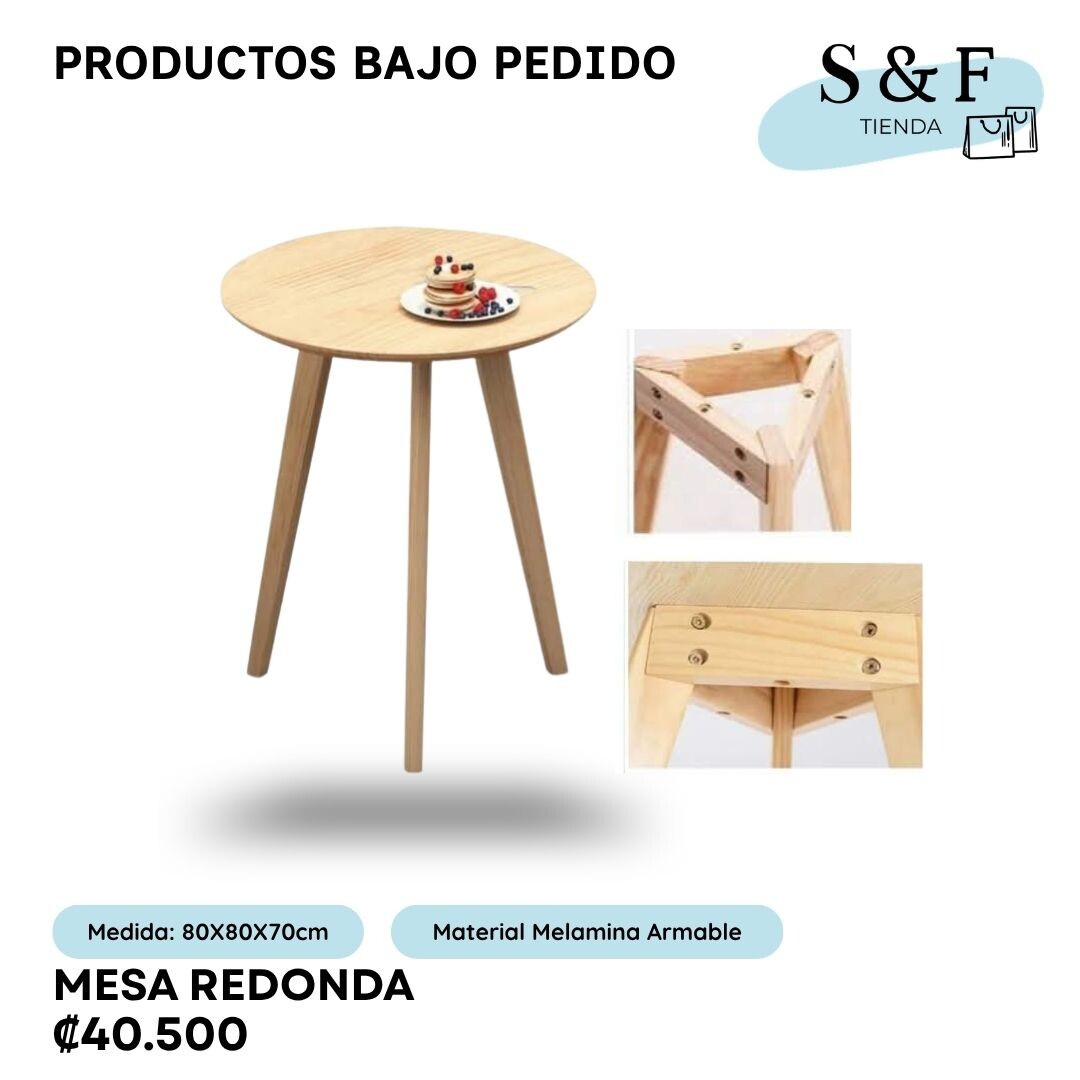 PRODUCTOS BAJO PEDIDO
S & F
TIENDA
Medida: 80X80X70cm
Material Melamina Armable
MESA REDONDA
₡40.500